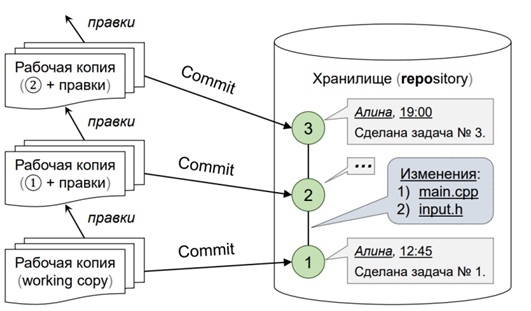 правки
Рабочая копия
(② + правки)
правки
Рабочая копия
(① + правки)
правки
Рабочая копия
(working copy)
Commit
Commit
Commit
Хранилище (repository)
3
Алина, 19:00
Сделана задача № 3.
...
2
Изменения:
1) main.cpp
2) input.h
1
Алина, 12:45
Сделана задача № 1.